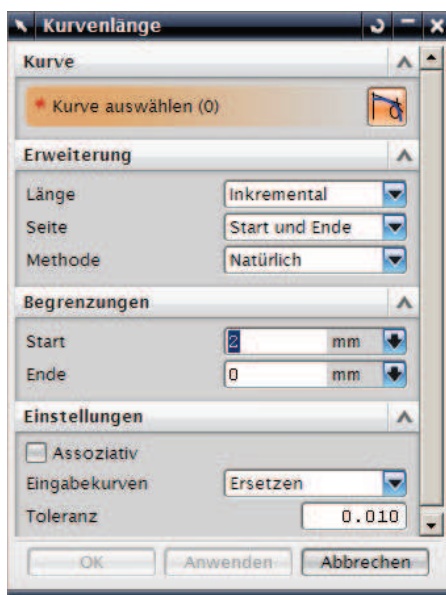 Kurvenlänge
Kurve
* Kurve auswählen (0)
Erweiterung
Länge Inkremental
Seite Start und Ende
Methode Natürlich
Begrenzungen
Start 2 mm
Ende 0 mm
Einstellungen
Assoziativ
Eingabekurven Ersetzen
Toleranz 0.010
OK Anwenden Abbrechen